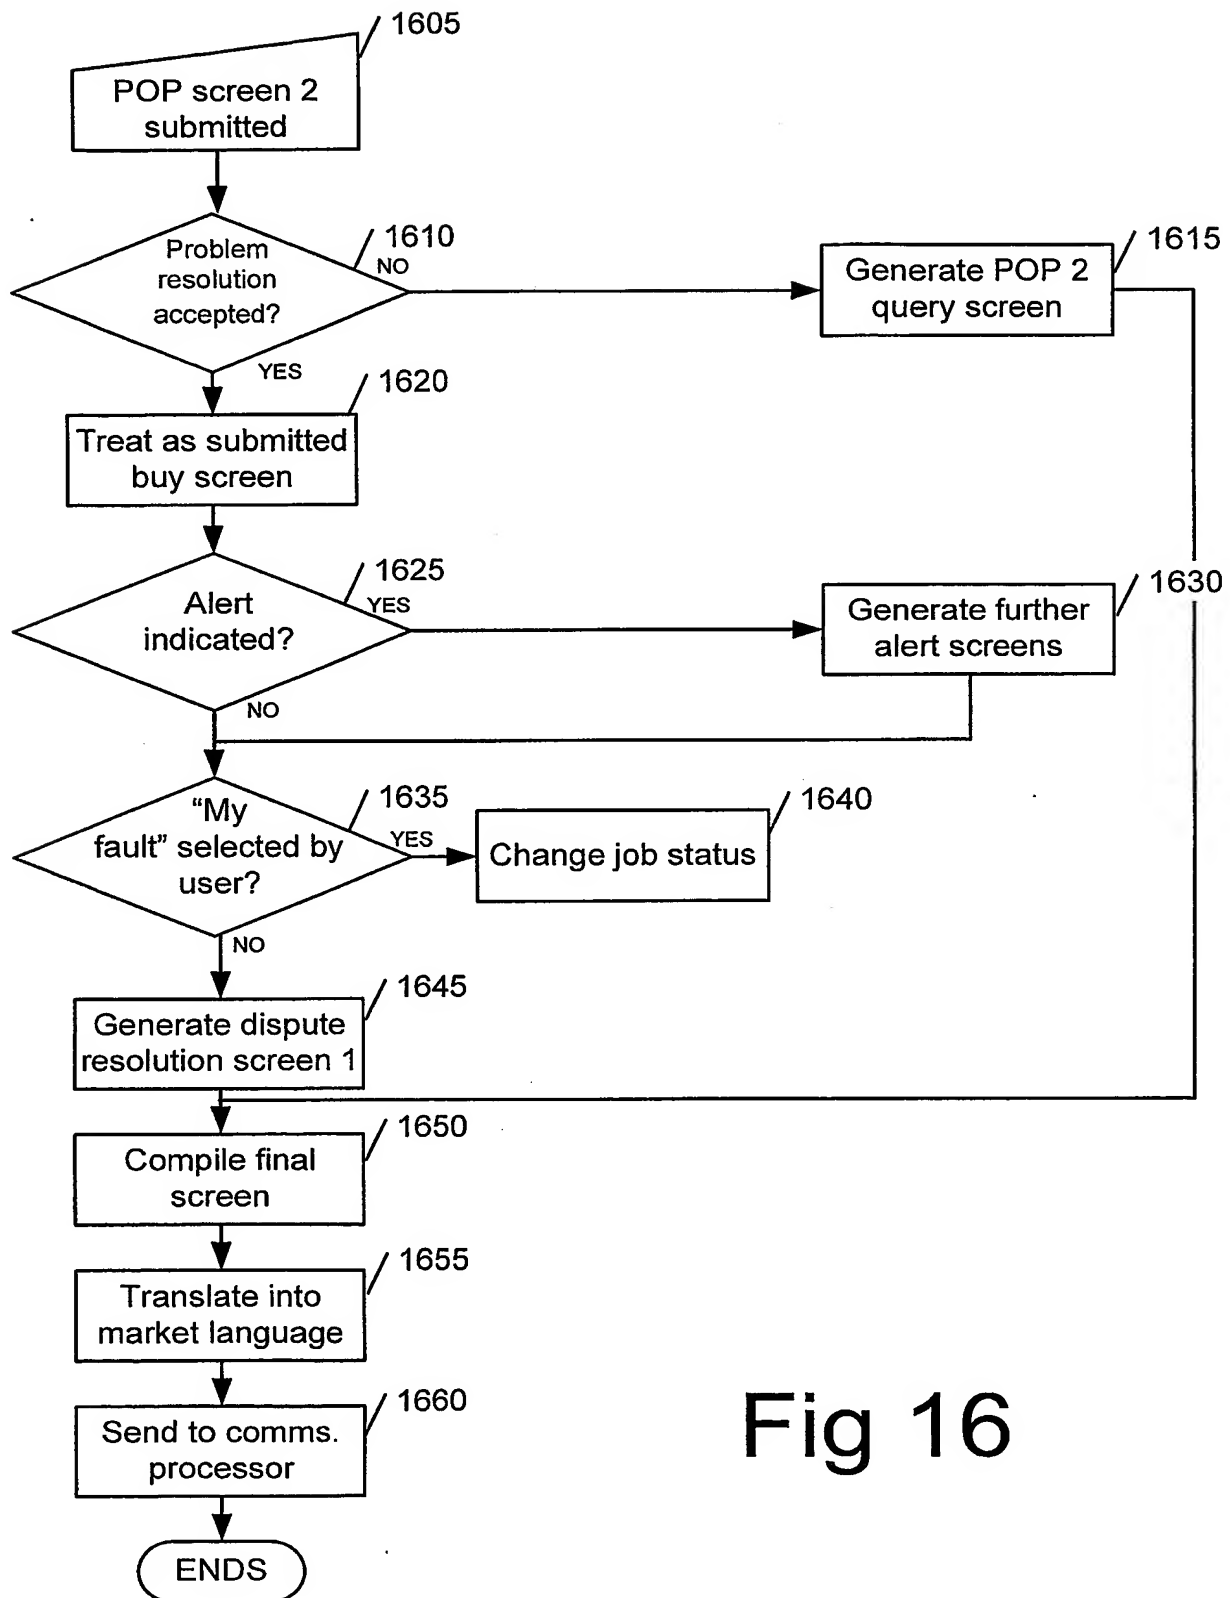 1605
POP screen 2
submitted
1610
Problem
resolution
accepted?
NO
YES
1615
Generate POP 2
query screen
1620
Treat as submitted
buy screen
1625
Alert
indicated?
YES
NO
1630
Generate further
alert screens
1635
“My
fault” selected by
user?
YES
NO
1640
Change job status
1645
Generate dispute
resolution screen 1
1650
Compile final
screen
1655
Translate into
market language
1660
Send to comms.
processor
ENDS
Fig 16